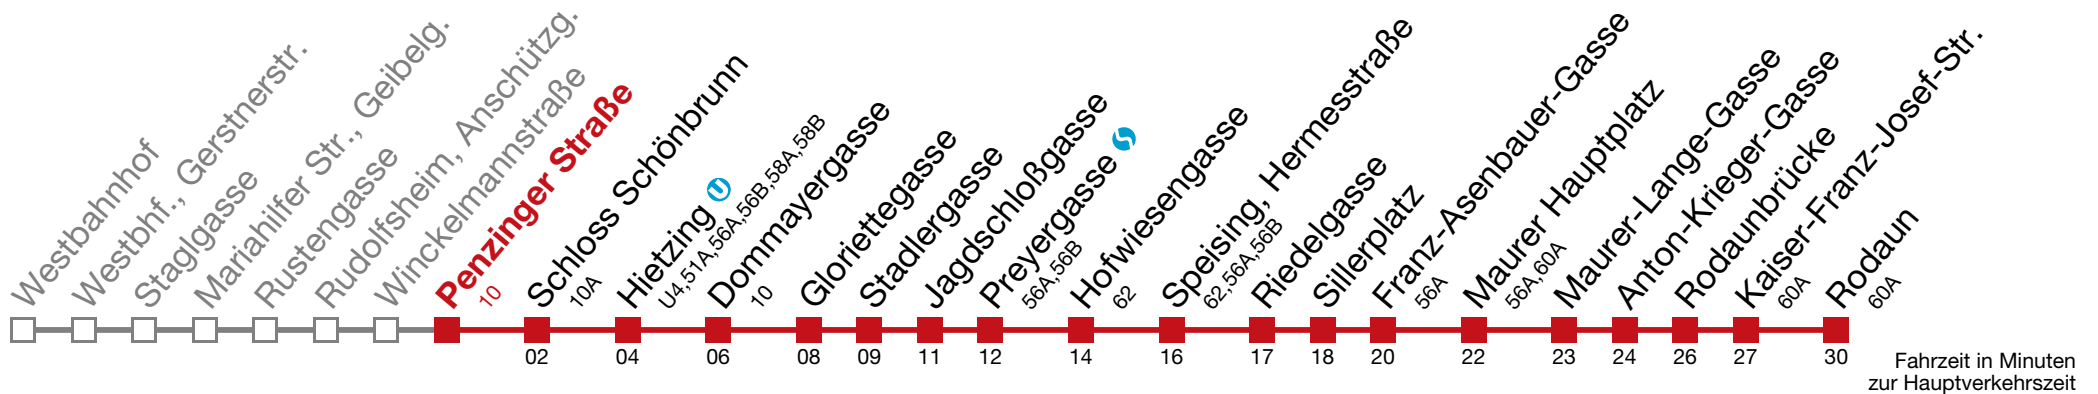 Westbahnhof
Westbhf., Gerstnerstr.
Staglgasse
Mariahilfer Str., Geibelg.
Rustengasse
Rudolfsheim, Anschützg.
Winckelmannstraße
Penzinger Straße
10
Schloss Schönbrunn
10A
Hietzing U
U4,51A,56A,56B,58A,58B
Dommayergasse
10
Gloriettegasse
Stadlergasse
Jagdschloßgasse
Preyergasse S
56A,56B
Hofwiesengasse
62
Speising, Hermesstraße
62,56A,56B
Riedelgasse
Sillerplatz
Franz-Asenbauer-Gasse
56A
Maurer Hauptplatz
56A,60A
Maurer-Lange-Gasse
Anton-Krieger-Gasse
Rodaunbrücke
Kaiser-Franz-Josef-Str.
60A
Rodaun
60A
02 04 06 08 09 11 12 14 16 17 18 20 22 23 24 26 27 30
Fahrzeit in Minuten
zur Hauptverkehrszeit